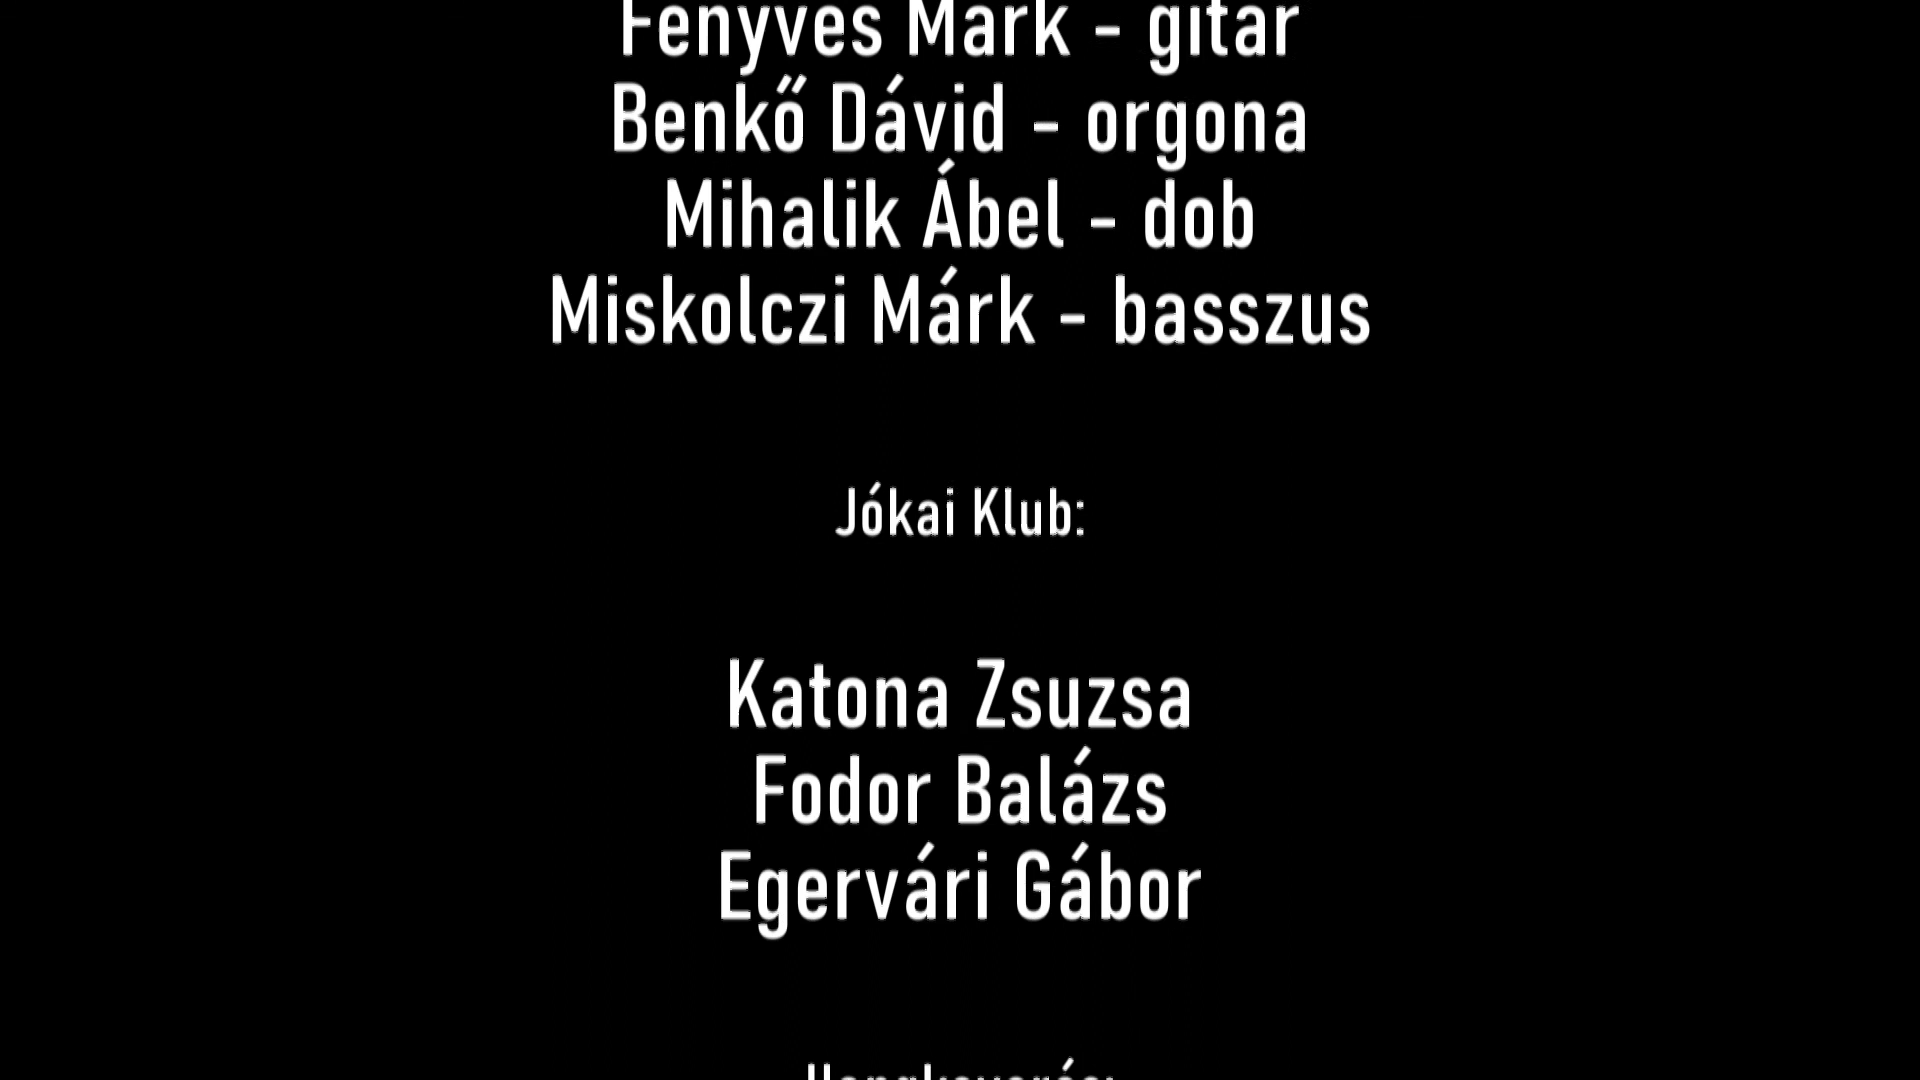 Fenyves Márk - gitár
Benkő Dávid - orgona
Mihalik Ábel - dob
Miskolczi Márk - basszus
Jókai Klub:
Katona Zsuzsa
Fodor Balázs
Egervári Gábor
Hangkeverés: